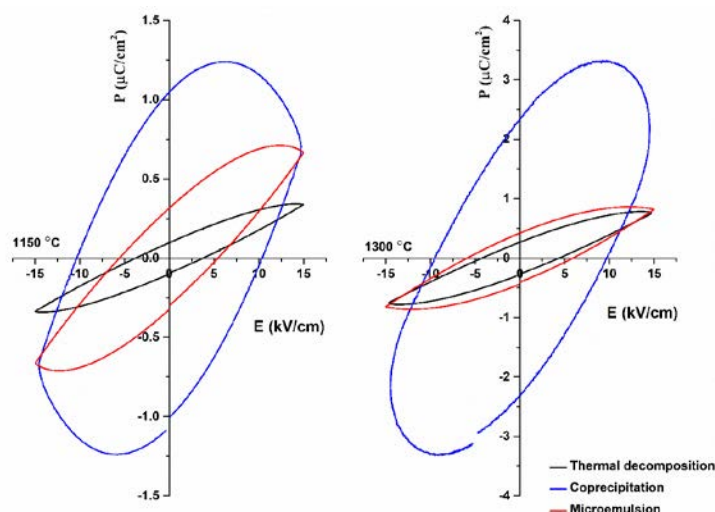 P (μC/cm²)
1.5
1.0
0.5
0.0
-0.5
-1.0
-1.5
1150 °C
-15 -10 -5 0 5 10 15
E (kV/cm)
P (μC/cm²)
4
3
2
1
0
-1
-2
-3
-4
1300 °C
-15 -10 -5 0 5 10 15
E (kV/cm)
Thermal decomposition
Coprecipitation
Microemulsion